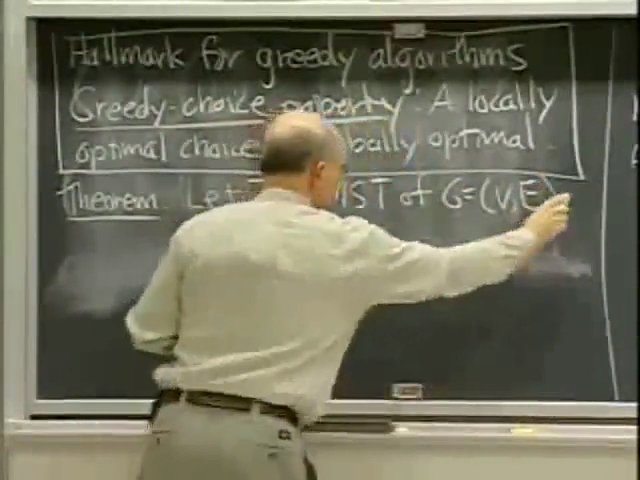 Hallmark for greedy algorithms
Greedy-choice property: A locally
optimal choice bally optimal.
Theorem. Let MST of G=(V,E)